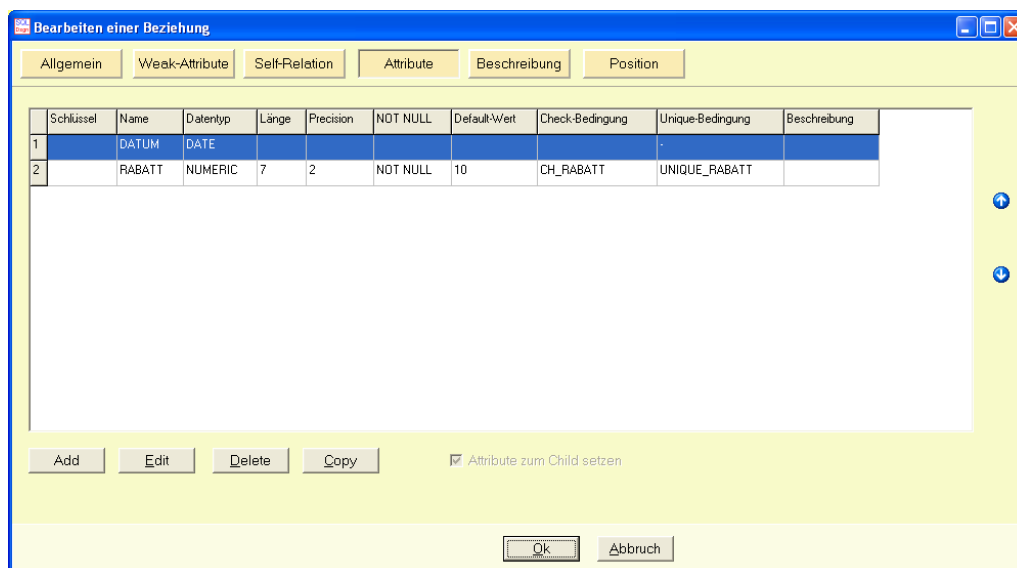 Bearbeiten einer Beziehung
Allgemein Weak-Attribute Self-Relation Attribute Beschreibung Position
Schlüssel Name Datentyp Länge Precision NOT NULL Default-Wert Check-Bedingung Unique-Bedingung Beschreibung
1 DATUM DATE -
2 RABATT NUMERIC 7 2 NOT NULL 10 CH_RABATT UNIQUE_RABATT
Add Edit Delete Copy Attribute zum Child setzen
Ok Abbruch